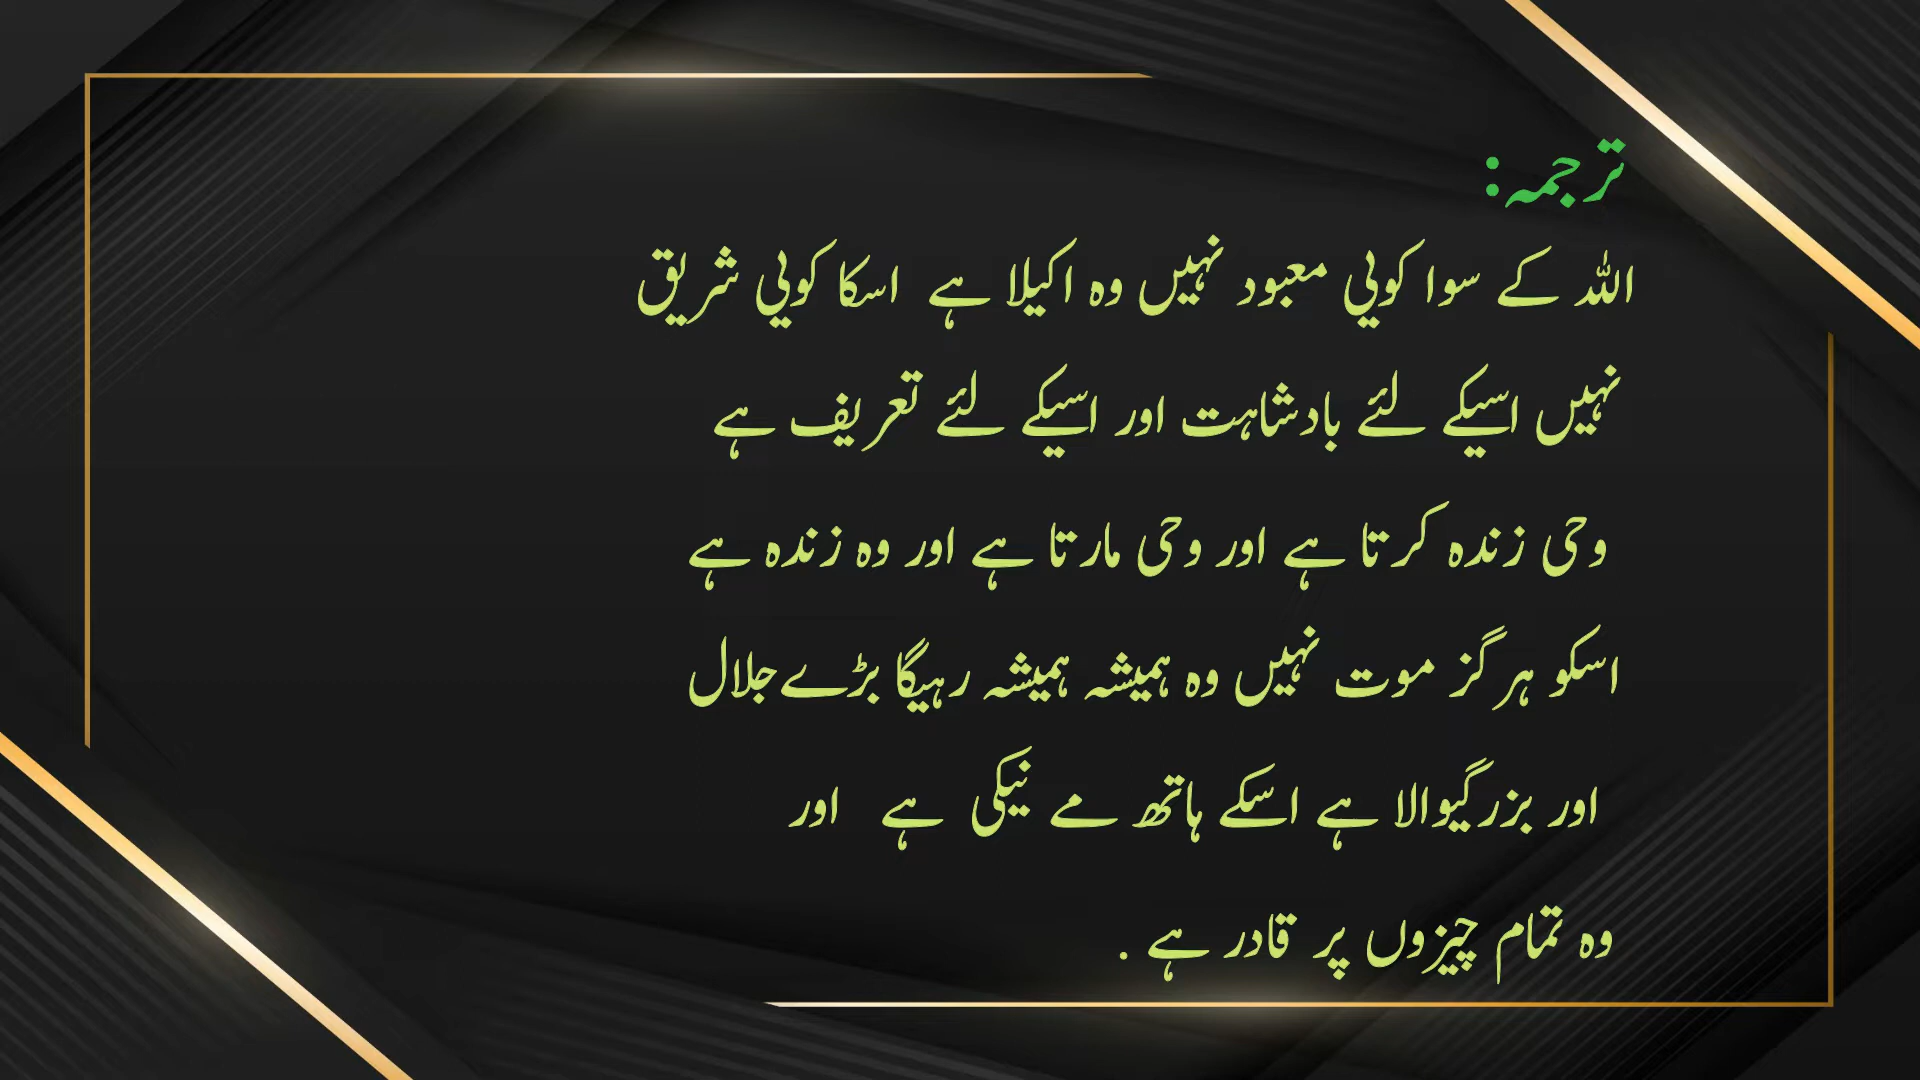 ترجمہ:
اللہ کے سوا کویی معبود نہیں وہ اکیلا ہے اسکا کویی شریق
نہیں اسیکے لئے بادشاہت اور اسیکے لئے تعریف ہے
وحی زندہ کرتا ہے اور وحی مارتا ہے اور وہ زندہ ہے
اسکو ہرگز موت نہیں وہ ہمیشہ ہمیشہ رہیگا بڑے جلال
اور بزرگیوالا ہے اسکے ہاتھ مے نیکی ہے اور
وہ تمام چیزوں پر قادر ہے .